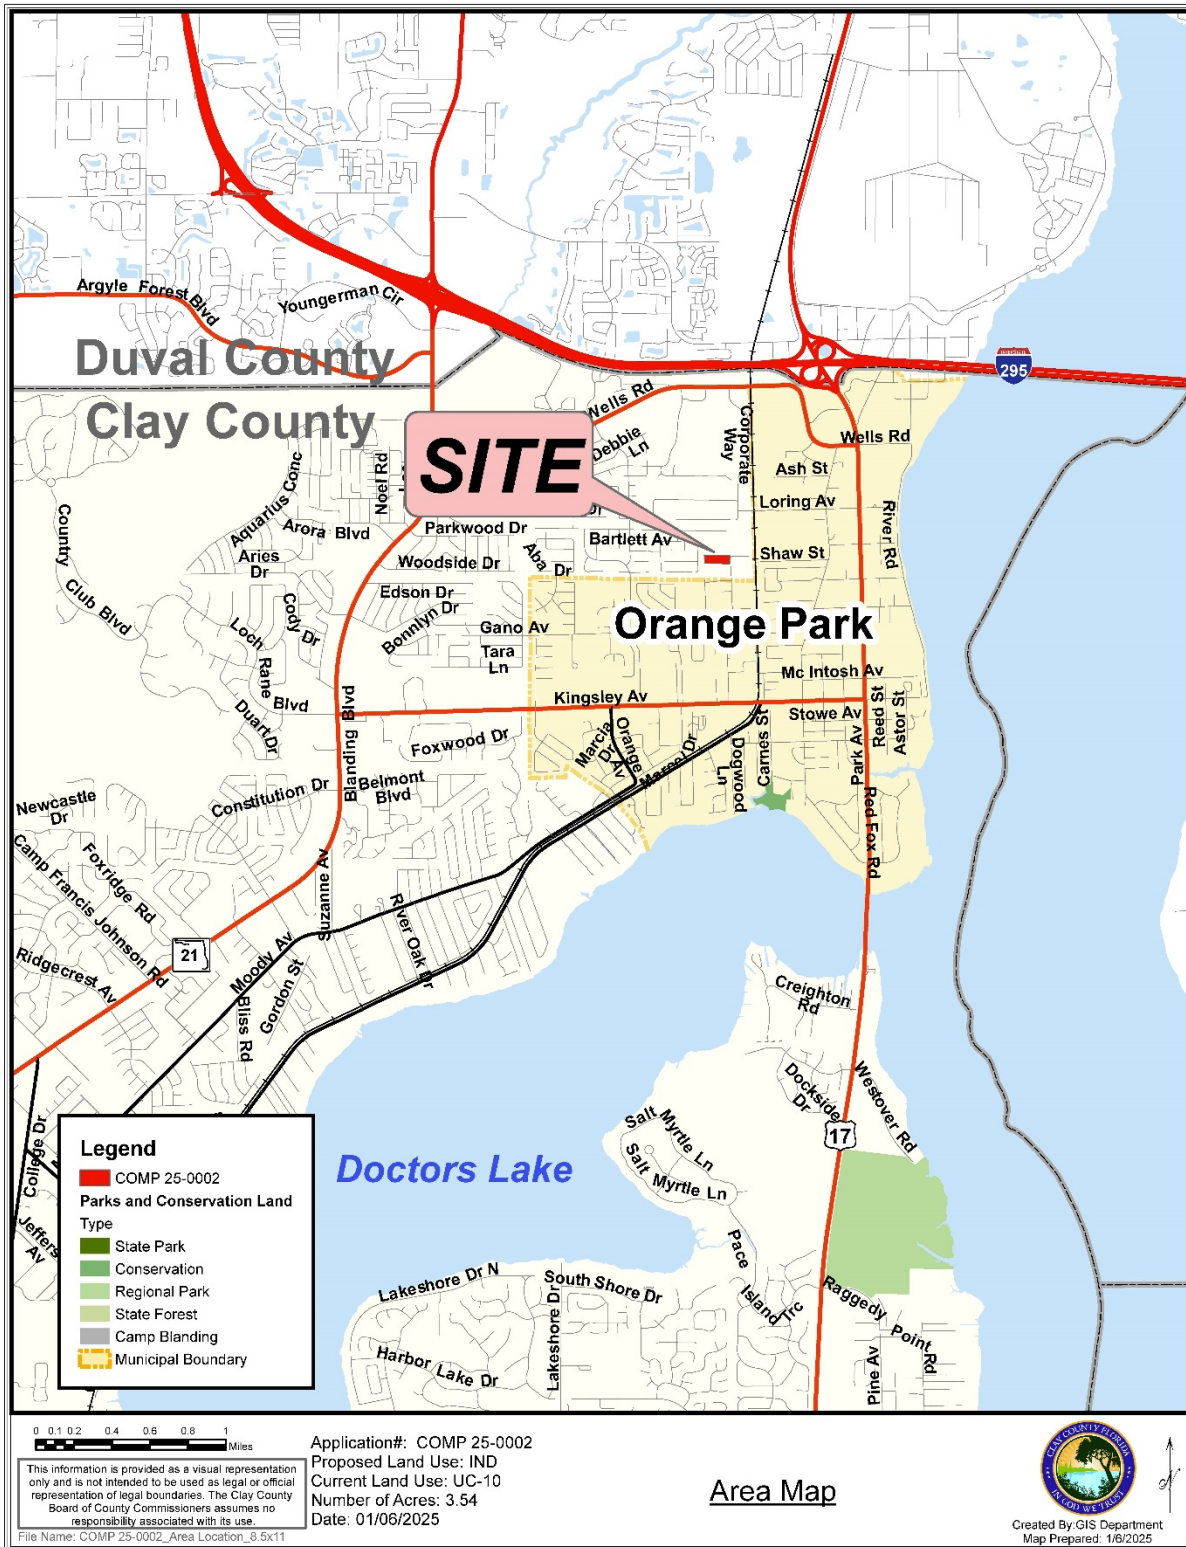 Argyle Forest Blvd
Youngerman Cir
Duval County
Clay County
295
Wells Rd
Debbie
Ln
Corporate
Way
Wells Rd
SITE
Ash St
Loring Av
River Rd
Noel Rd
Aquarius Conc
Arora Blvd
Parkwood Dr
Dr
Bartlett Av
Shaw St
Country
Club Blvd
Aries
Dr
Woodside Dr
Aba
Dr
Edson Dr
Cody Dr
Bonnlyn Dr
Gano Av
Orange Park
Loch
Rane
Blvd
Tara
Ln
Mc Intosh Av
Duart Dr
Kingsley Av
Blanding Blvd
Stowe Av
Reed St
Astor St
Foxwood Dr
Marcia
Dr
Orange
Av
Dogwood
Ln
Carnes St
Park Av
Newcastle
Dr
Constitution Dr
Belmont
Blvd
Red Fox Rd
Foxridge Rd
Camp Francis Johnson Rd
Suzanne Av
21
Ridgecrest Av
Moody Av
River Oak Dr
Gordon St
Bliss Rd
Creighton
Rd
Dockside
Dr
Westover Rd
17
College Dr
Salt Myrtle Ln
Salt Myrtle Ln
Doctors Lake
Pace
Island Trc
Raggedy
Point
Rd
Pine Av
Lakeshore Dr N
South Shore Dr
Lakeshore Dr
Harbor
Lake Dr
Av
Legend
COMP 25-0002
Parks and Conservation Land
Type
State Park
Conservation
Regional Park
State Forest
Camp Blanding
Municipal Boundary
0 0.1 0.2 0.4 0.6 0.8 1
Miles
This information is provided as a visual representation
only and is not intended to be used as legal or official
representation of legal boundaries. The Clay County
Board of County Commissioners assumes no
responsibility associated with its use.
File Name: COMP 25-0002_Area Location_8.5x11
Application#: COMP 25-0002
Proposed Land Use: IND
Current Land Use: UC-10
Number of Acres: 3.54
Date: 01/06/2025
Area Map
CLAY COUNTY FLORIDA
IN GOD WE TRUST
N
Created By:GIS Department
Map Prepared: 1/6/2025